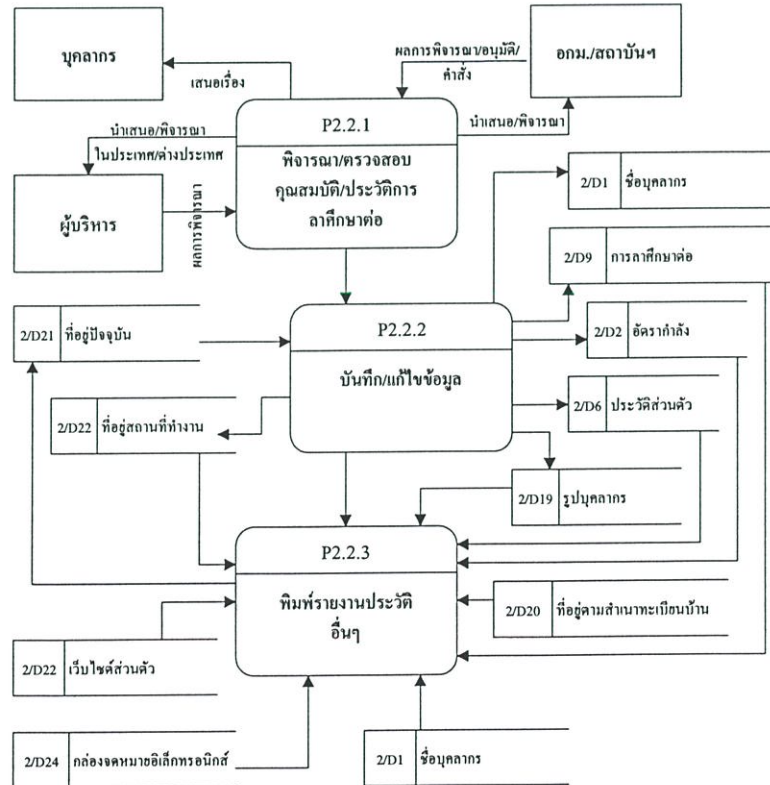 บุคลากร
ผลการพิจารณา/อนุมัติ/
คำสั่ง
อกม./สถาบันฯ
เสนอเรื่อง
P2.2.1
นำเสนอ/พิจารณา
นำเสนอ/พิจารณา
ในประเทศ/ต่างประเทศ
พิจารณา/ตรวจสอบ
คุณสมบัติ/ประวัติการ
ลาศึกษาต่อ
ผู้บริหาร
ผลการพิจารณา
2/D1 ชื่อบุคลากร
2/D9 การลาศึกษาต่อ
2/D21 ที่อยู่ปัจจุบัน
P2.2.2
2/D2 อัตรากำลัง
บันทึก/แก้ไขข้อมูล
2/D6 ประวัติส่วนตัว
2/D22 ที่อยู่สถานที่ทำงาน
2/D19 รูปบุคลากร
P2.2.3
พิมพ์รายงานประวัติ
อื่นๆ
2/D20 ที่อยู่ตามสำเนาทะเบียนบ้าน
2/D22 เว็บไซต์ส่วนตัว
2/D24 กล่องจดหมายอิเล็กทรอนิกส์
2/D1 ชื่อบุคลากร